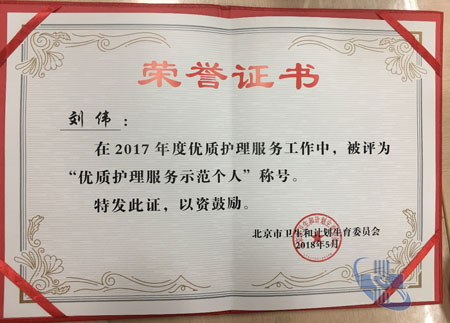 荣誉证书
刘伟：
在2017年度优质护理服务工作中，被评为
“优质护理服务示范个人”称号。
特发此证，以资鼓励。
北京市卫生和计划生育委员会
2018年5月